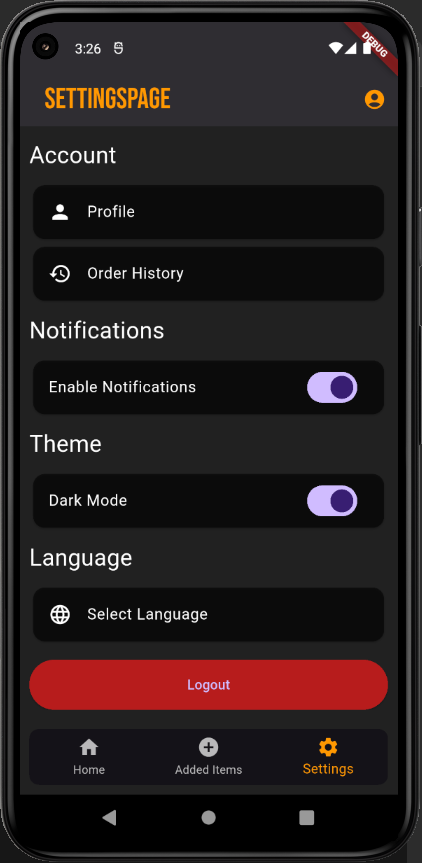 3:26
DEBUG
SETTINGSPAGE
Account
Profile
Order History
Notifications
Enable Notifications
Theme
Dark Mode
Language
Select Language
Logout
Home
Added Items
Settings